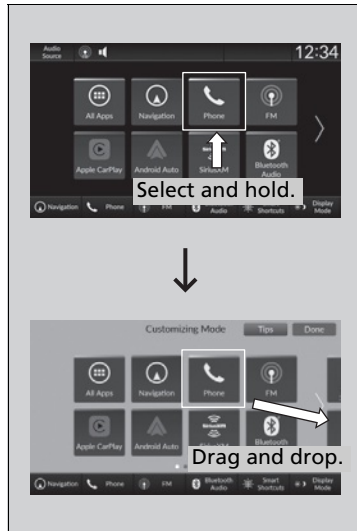 Audio Source 12:34
All Apps Navigation Phone FM
Apple CarPlay Android Auto SiriusXM Bluetooth Audio
Select and hold.
Navigation Phone FM Audio Smart Shortcuts Display Mode
Customizing Mode Tips Done
All Apps Navigation Phone FM
Apple CarPlay Android Auto SiriusXM Bluetooth
Drag and drop.
Navigation Phone FM Bluetooth Audio Smart Shortcuts Display Mode